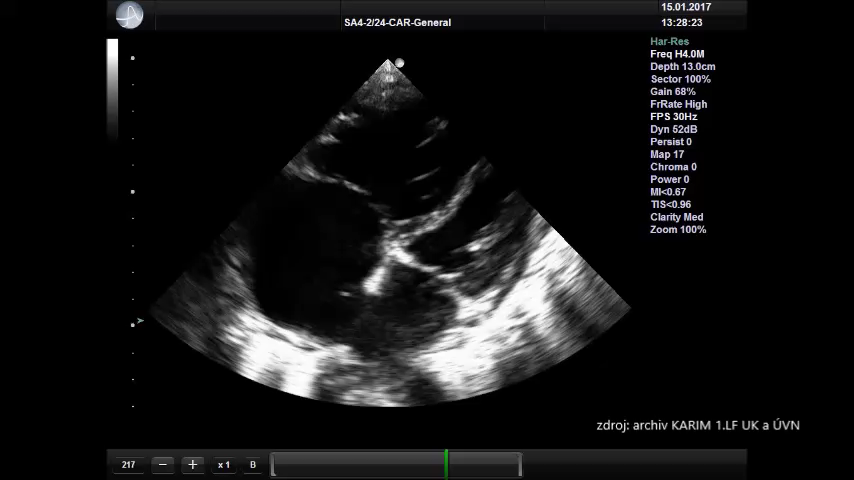 15.01.2017
SA4-2/24-CAR-General
13:28:23
Har-Res
Freq H4.0M
Depth 13.0cm
Sector 100%
Gain 68%
FrRate High
FPS 30Hz
Dyn 52dB
Persist 0
Map 17
Chroma 0
Power 0
MI<0.67
TIS<0.96
Clarity Med
Zoom 100%
zdroj: archiv KARIM 1.LF UK a ÚVN
217 − + x 1 B